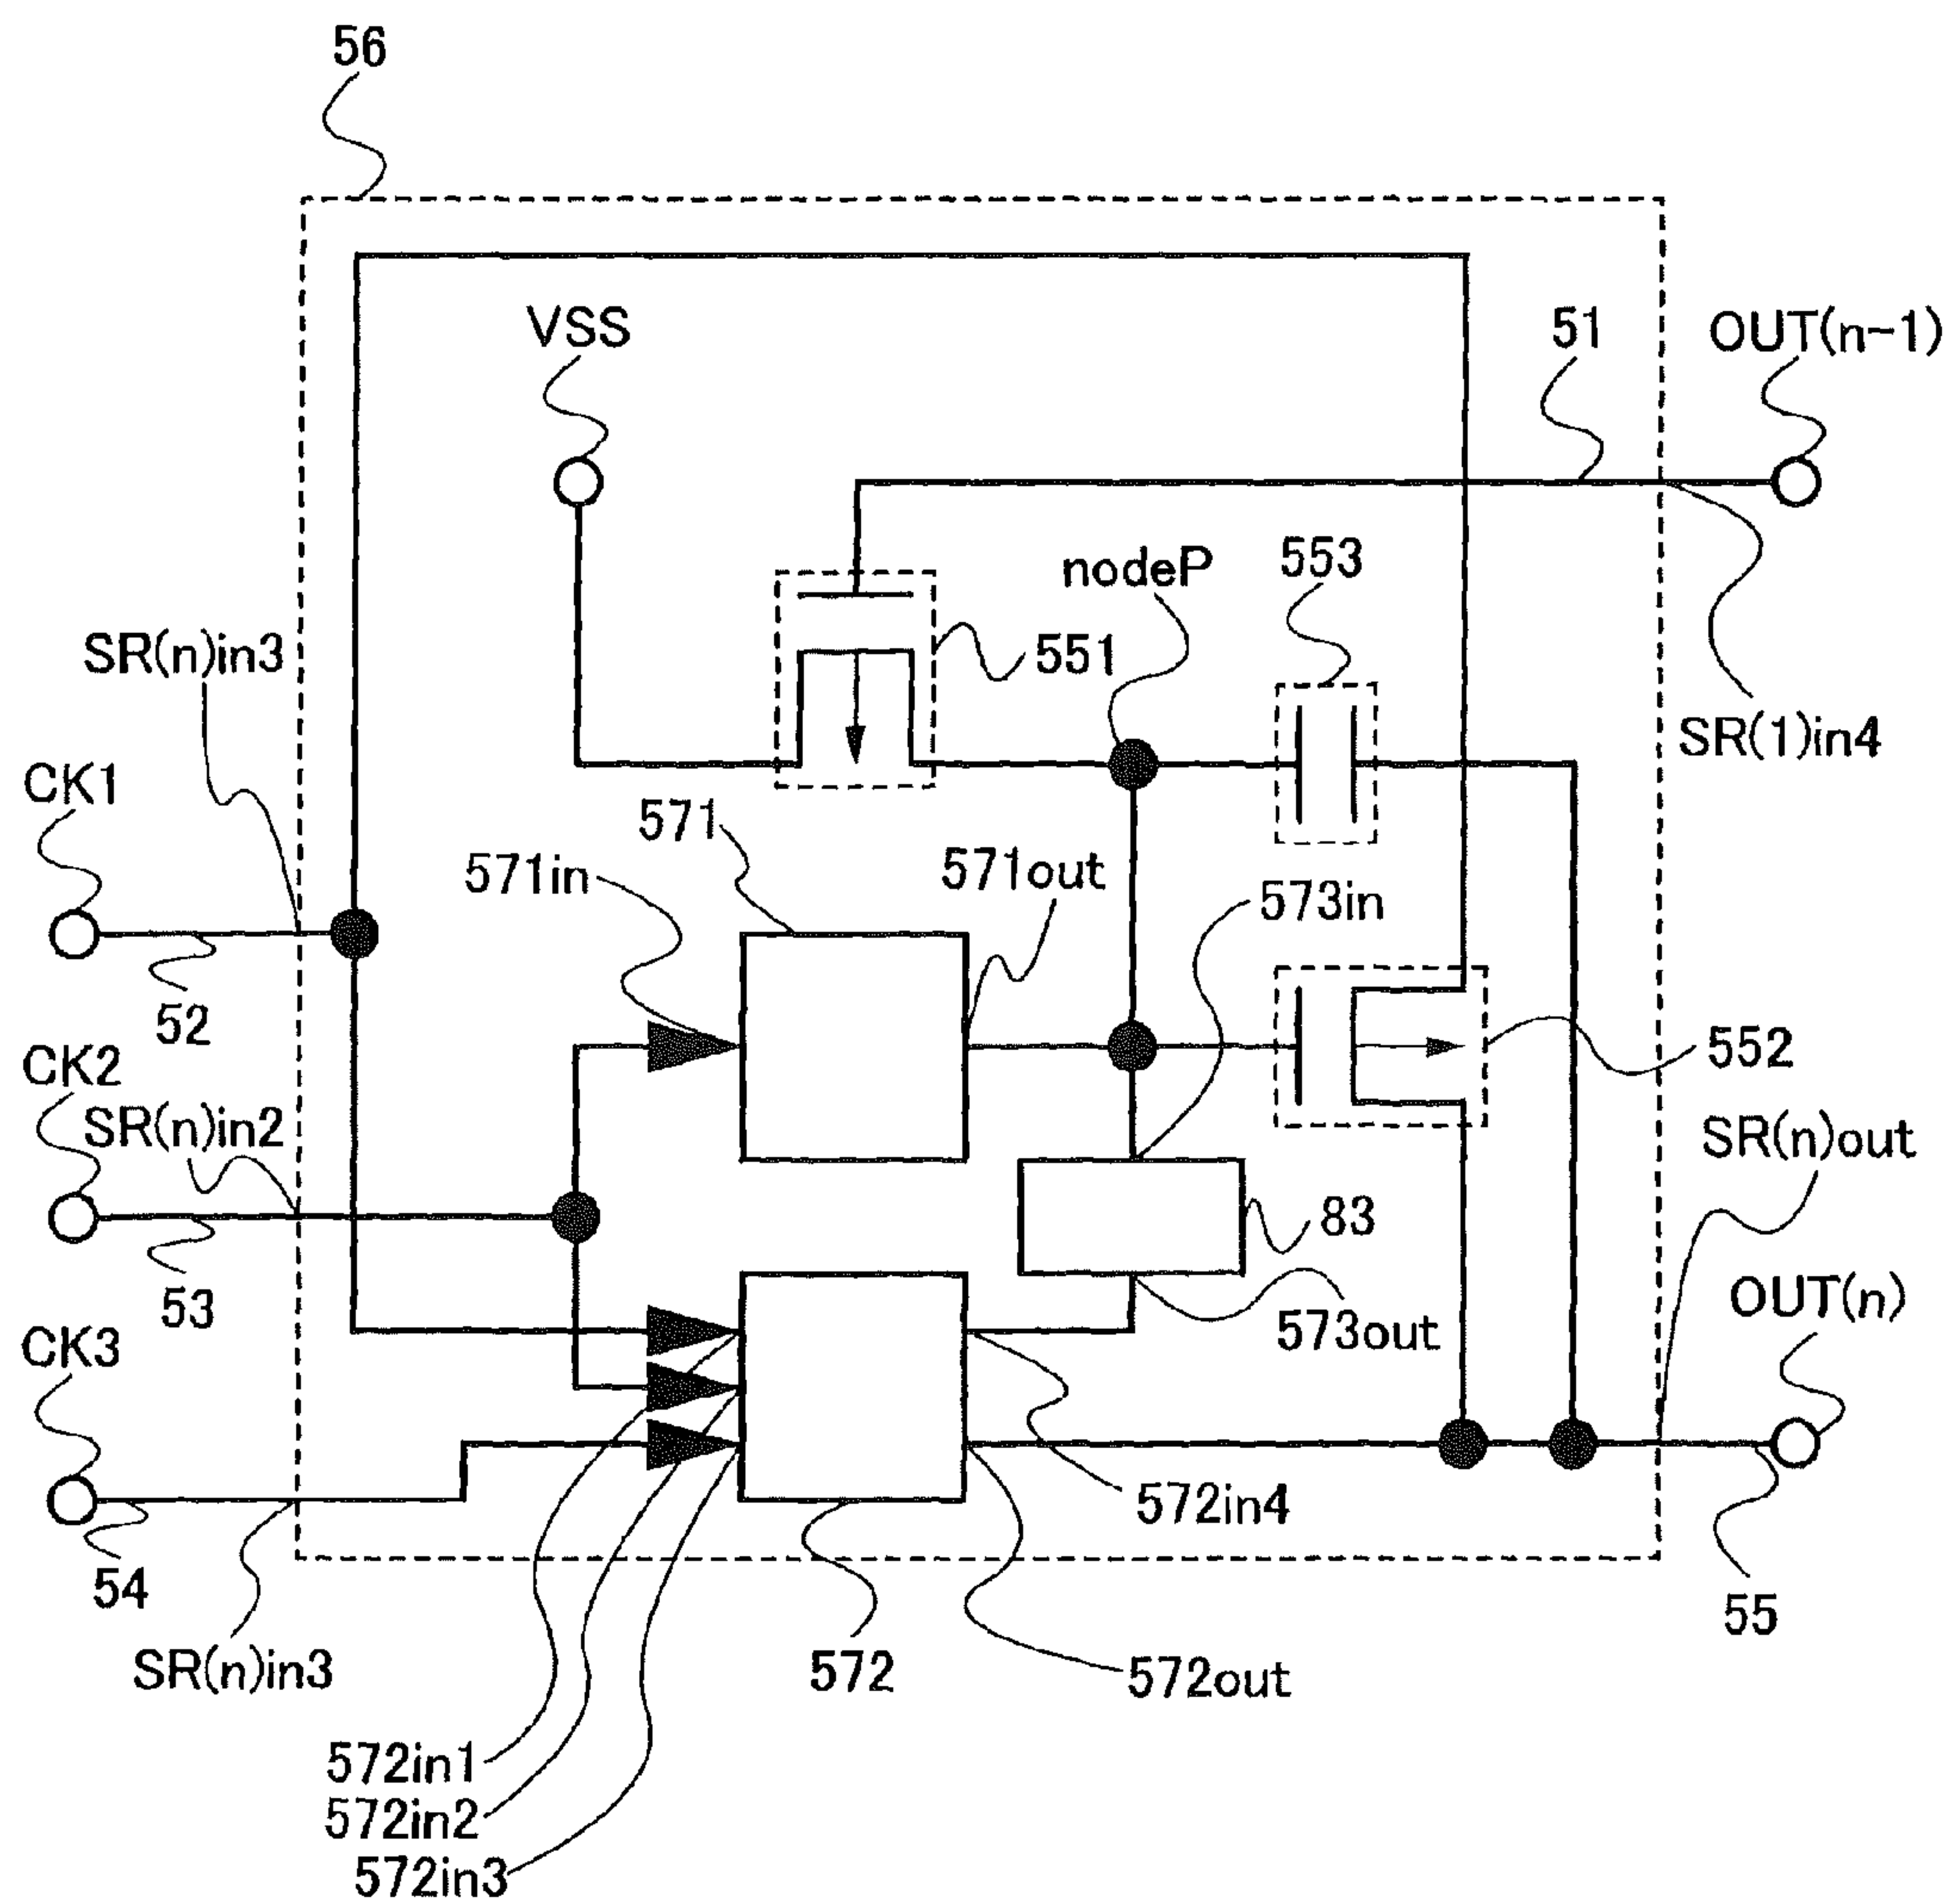 56
VSS
51
OUT(n-1)
nodeP
553
SR(n)in3
551
SR(1)in4
CK1
571
571in
571out
573in
52
552
CK2
SR(n)in2
SR(n)out
83
53
OUT(n)
573out
CK3
572in4
54
55
SR(n)in3
572
572out
572in1
572in2
572in3